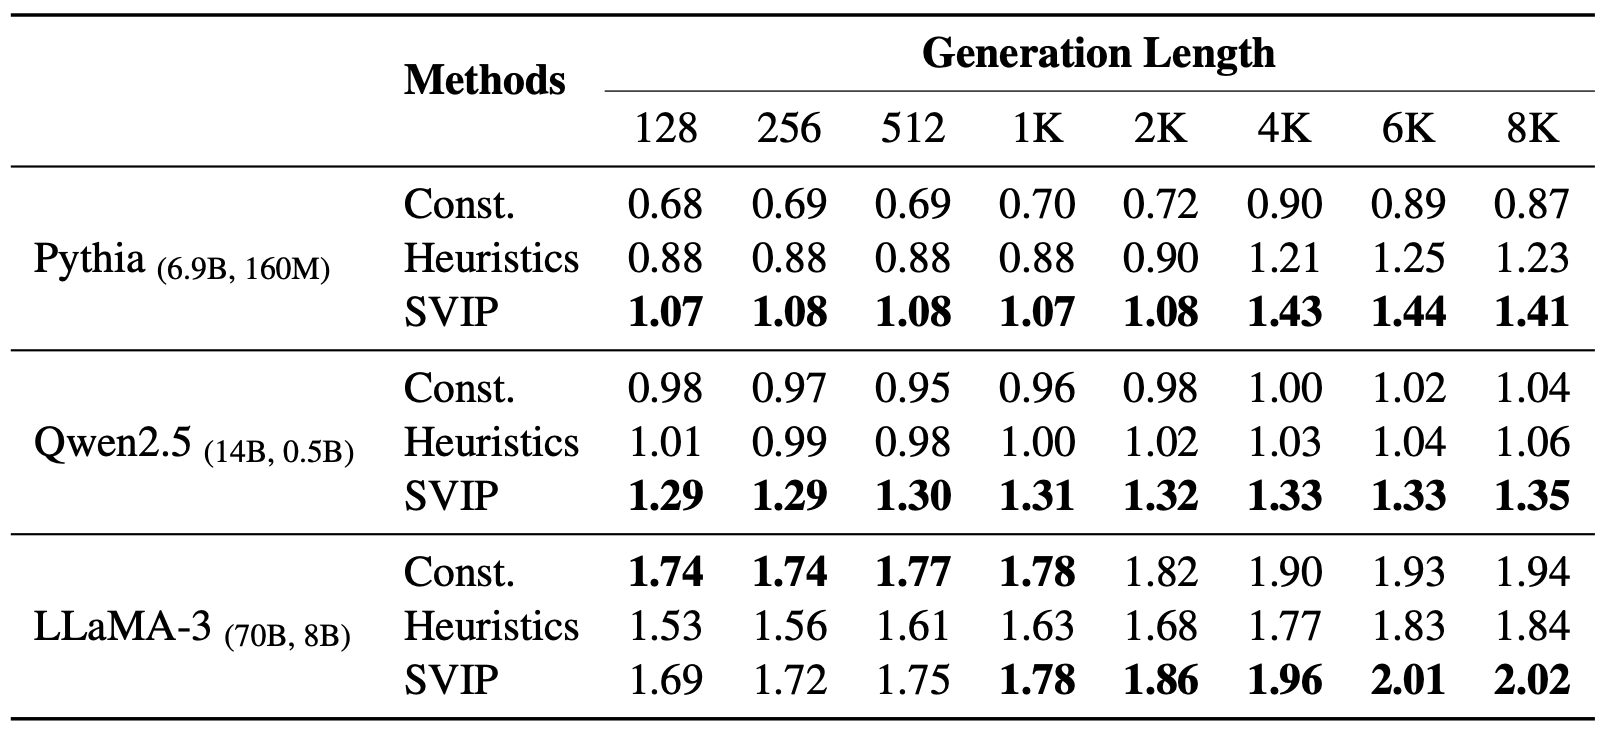 Methods Generation Length
128 256 512 1K 2K 4K 6K 8K
Const. 0.68 0.69 0.69 0.70 0.72 0.90 0.89 0.87
Pythia (6.9B, 160M) Heuristics 0.88 0.88 0.88 0.88 0.90 1.21 1.25 1.23
SVIP 1.07 1.08 1.08 1.07 1.08 1.43 1.44 1.41
Const. 0.98 0.97 0.95 0.96 0.98 1.00 1.02 1.04
Qwen2.5 (14B, 0.5B) Heuristics 1.01 0.99 0.98 1.00 1.02 1.03 1.04 1.06
SVIP 1.29 1.29 1.30 1.31 1.32 1.33 1.33 1.35
Const. 1.74 1.74 1.77 1.78 1.82 1.90 1.93 1.94
LLaMA-3 (70B, 8B) Heuristics 1.53 1.56 1.61 1.63 1.68 1.77 1.83 1.84
SVIP 1.69 1.72 1.75 1.78 1.86 1.96 2.01 2.02